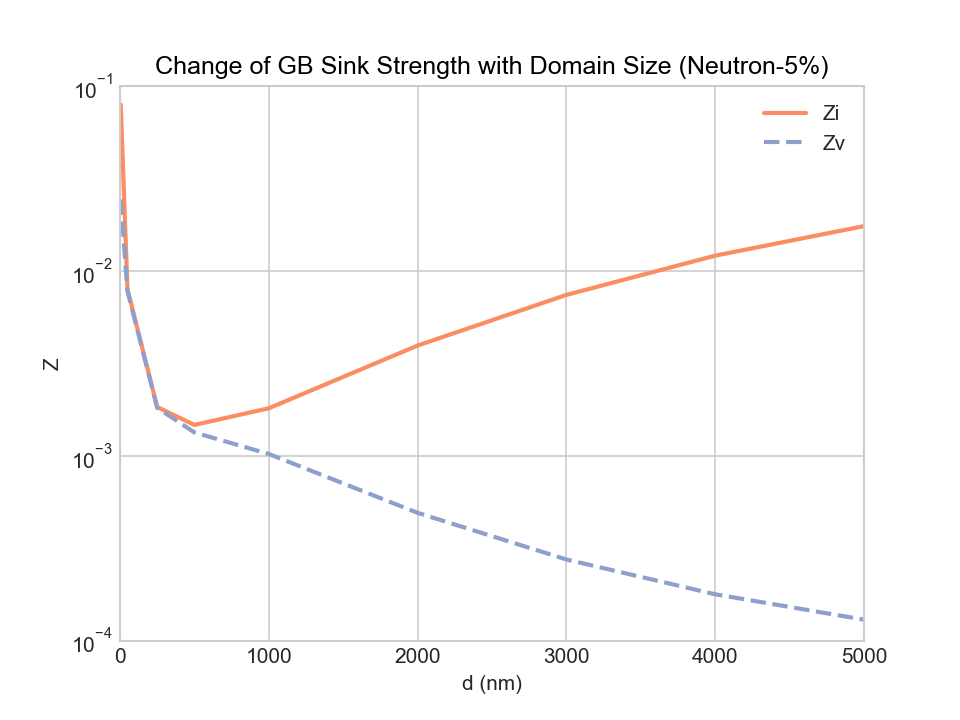 Change of GB Sink Strength with Domain Size (Neutron-5%)
10⁻¹
Zi
Zv
10⁻²
Z
10⁻³
10⁻⁴
0 1000 2000 3000 4000 5000
d (nm)